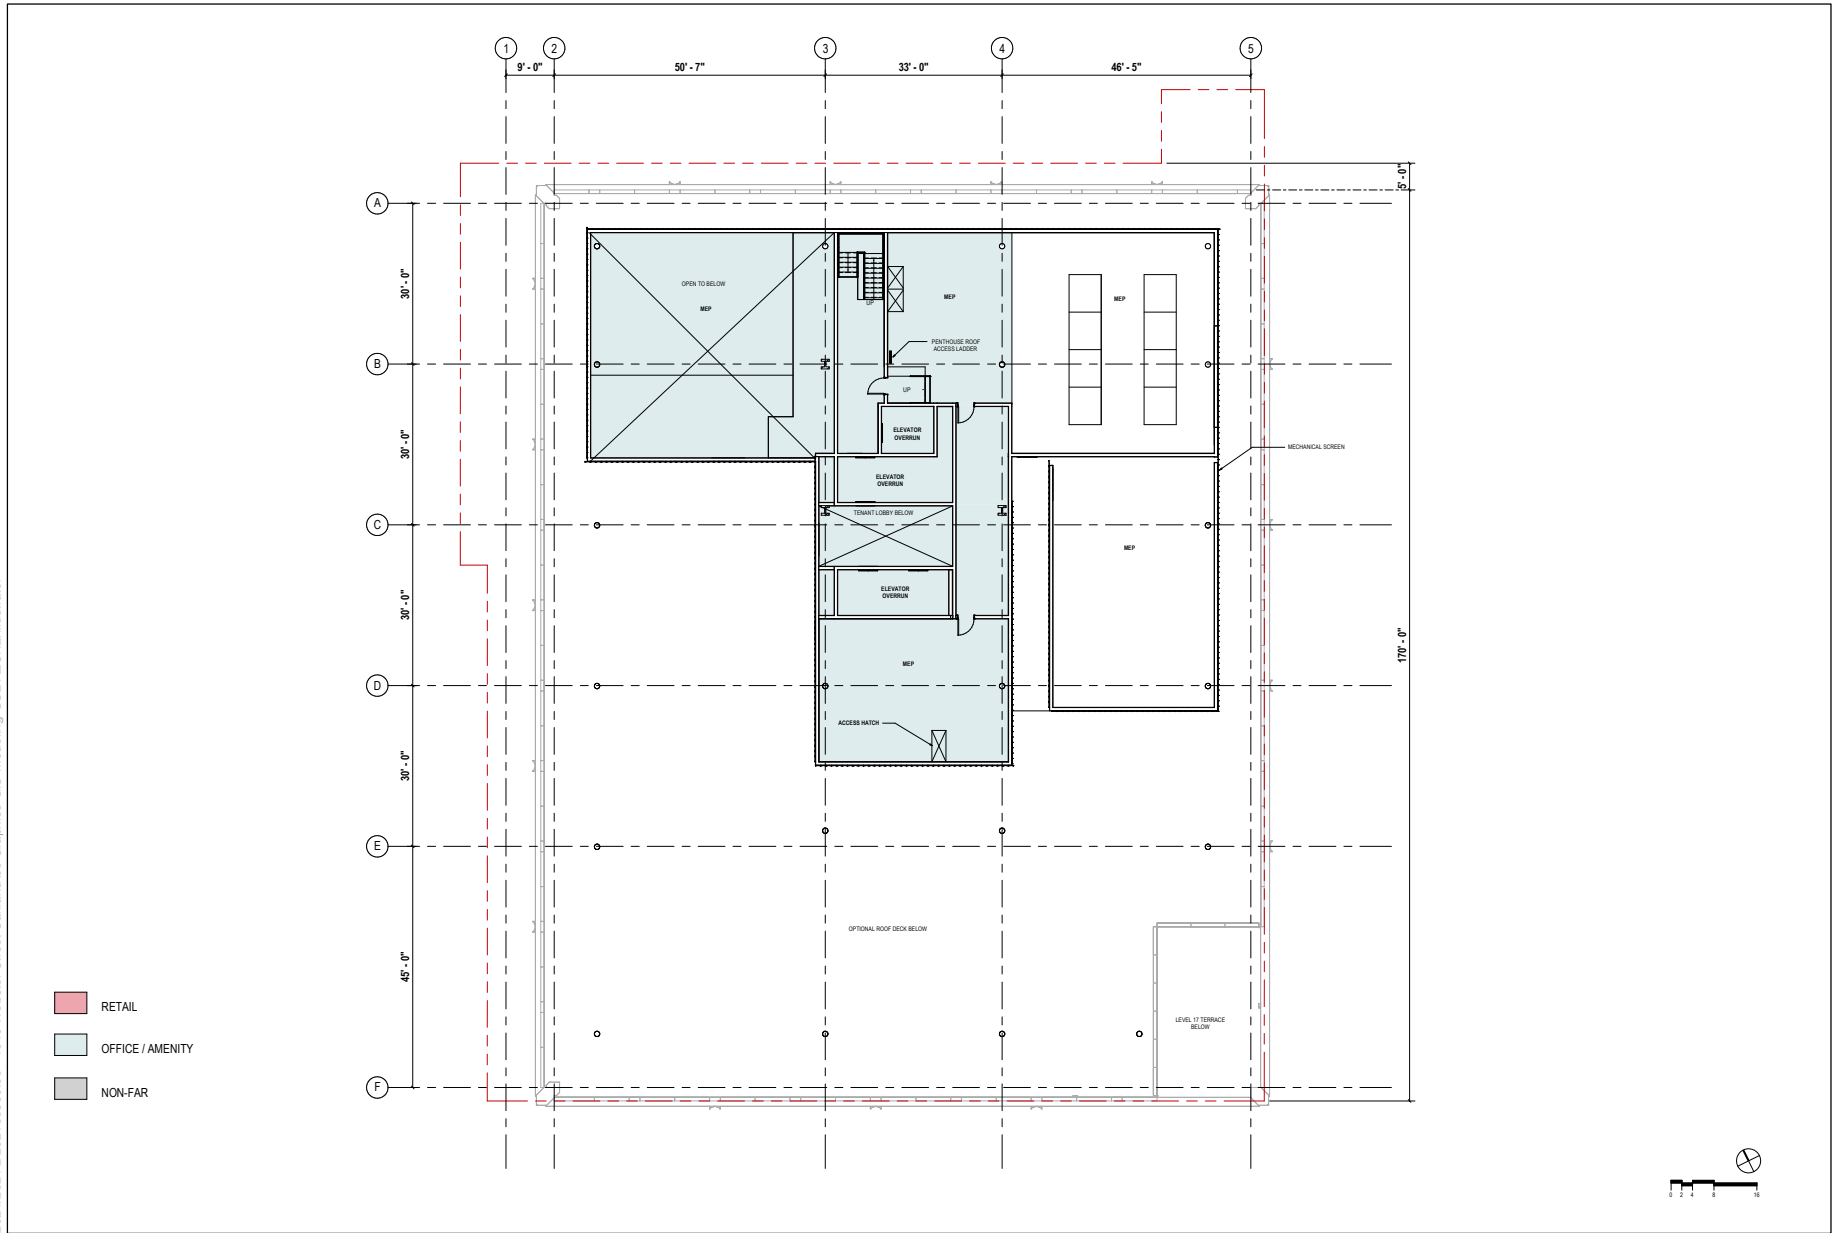 1
2
3
4
5
9' - 0"
50' - 7"
33' - 0"
46' - 5"
5' - 0"
A
30' - 0"
OPEN TO BELOW
MEP
UP
MEP
MEP
PENTHOUSE ROOF
ACCESS LADDER
B
UP
ELEVATOR
OVERRUN
30' - 0"
MECHANICAL SCREEN
ELEVATOR
OVERRUN
TENANT LOBBY BELOW
C
MEP
30' - 0"
ELEVATOR
OVERRUN
170' - 0"
MEP
D
ACCESS HATCH
30' - 0"
E
OPTIONAL ROOF DECK BELOW
45' - 0"
LEVEL 17 TERRACE
BELOW
F
RETAIL
OFFICE / AMENITY
NON-FAR
0 2 4 8 16